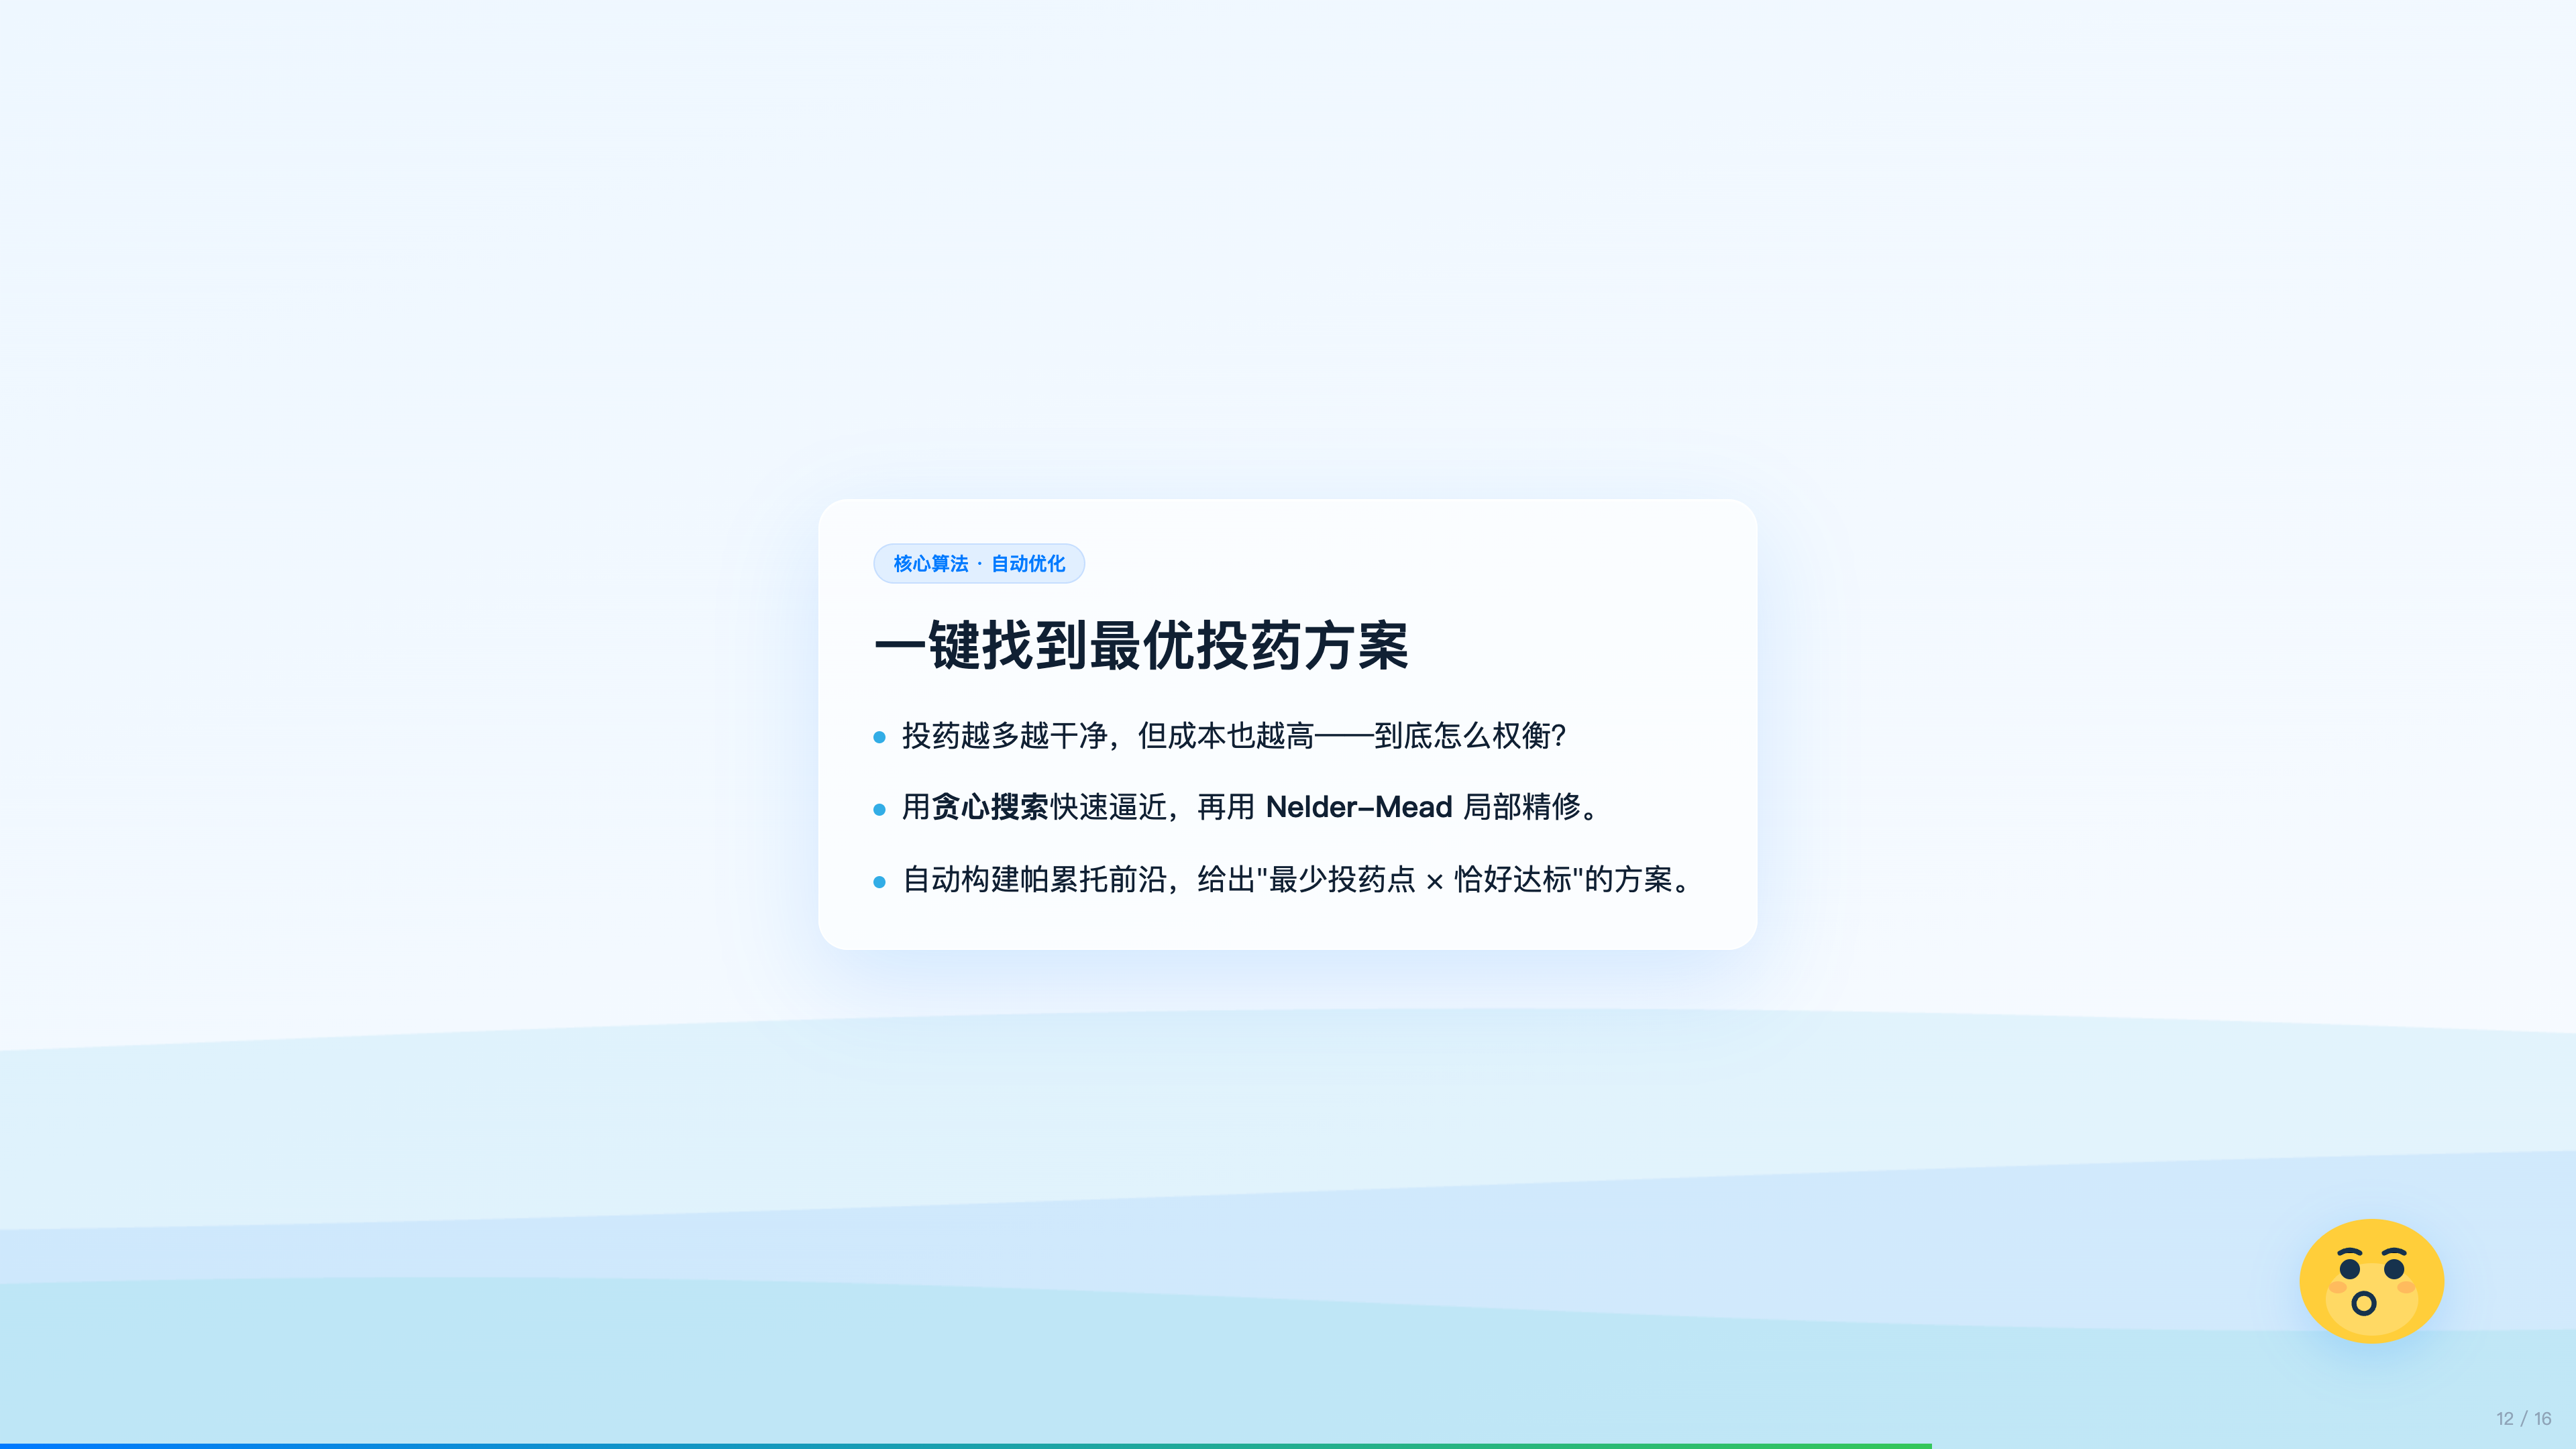 核心算法 · 自动优化
一键找到最优投药方案
投药越多越干净，但成本也越高——到底怎么权衡？
用贪心搜索快速逼近，再用 Nelder–Mead 局部精修。
自动构建帕累托前沿，给出"最少投药点 × 恰好达标"的方案。
12 / 16